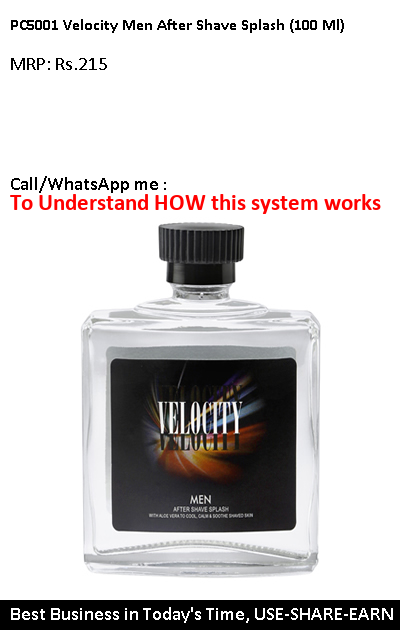 PC5001 Velocity Men After Shave Splash (100 Ml)
MRP: Rs.215
Call/WhatsApp me :
To Understand HOW this system works
VELOCITY
VELOCITY
MEN
AFTER SHAVE SPLASH
WITH ALOE VERA TO COOL, CALM & SOOTHE SHAVED SKIN
Best Business in Today's Time, USE-SHARE-EARN